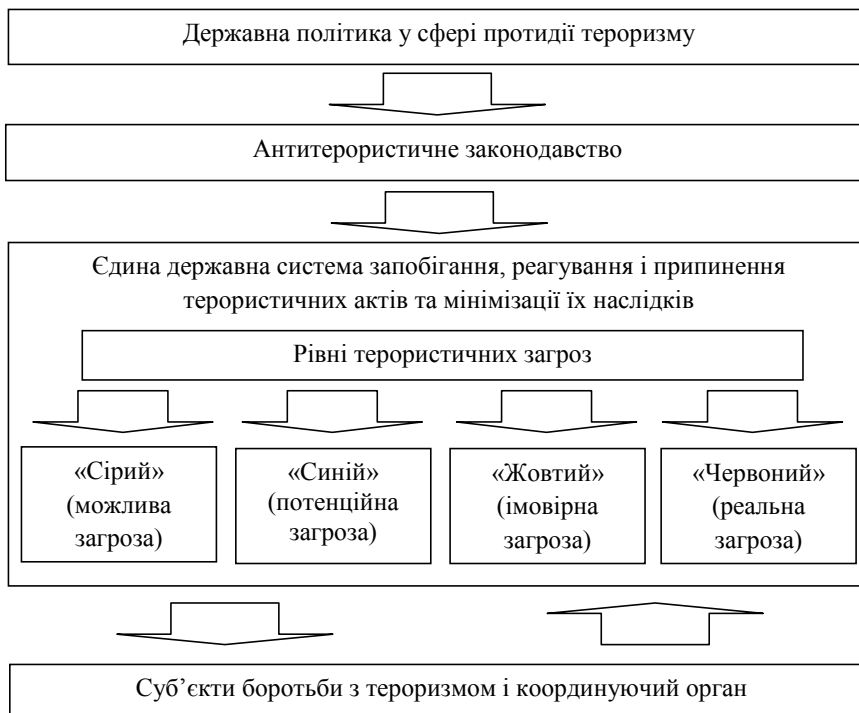 Державна політика у сфері протидії тероризму
Антитерористичне законодавство
Єдина державна система запобігання, реагування і припинення
терористичних актів та мінімізації їх наслідків
Рівні терористичних загроз
«Сірий»
(можлива
загроза)
«Синій»
(потенційна
загроза)
«Жовтий»
(імовірна
загроза)
«Червоний»
(реальна
загроза)
Суб’єкти боротьби з тероризмом і координуючий орган